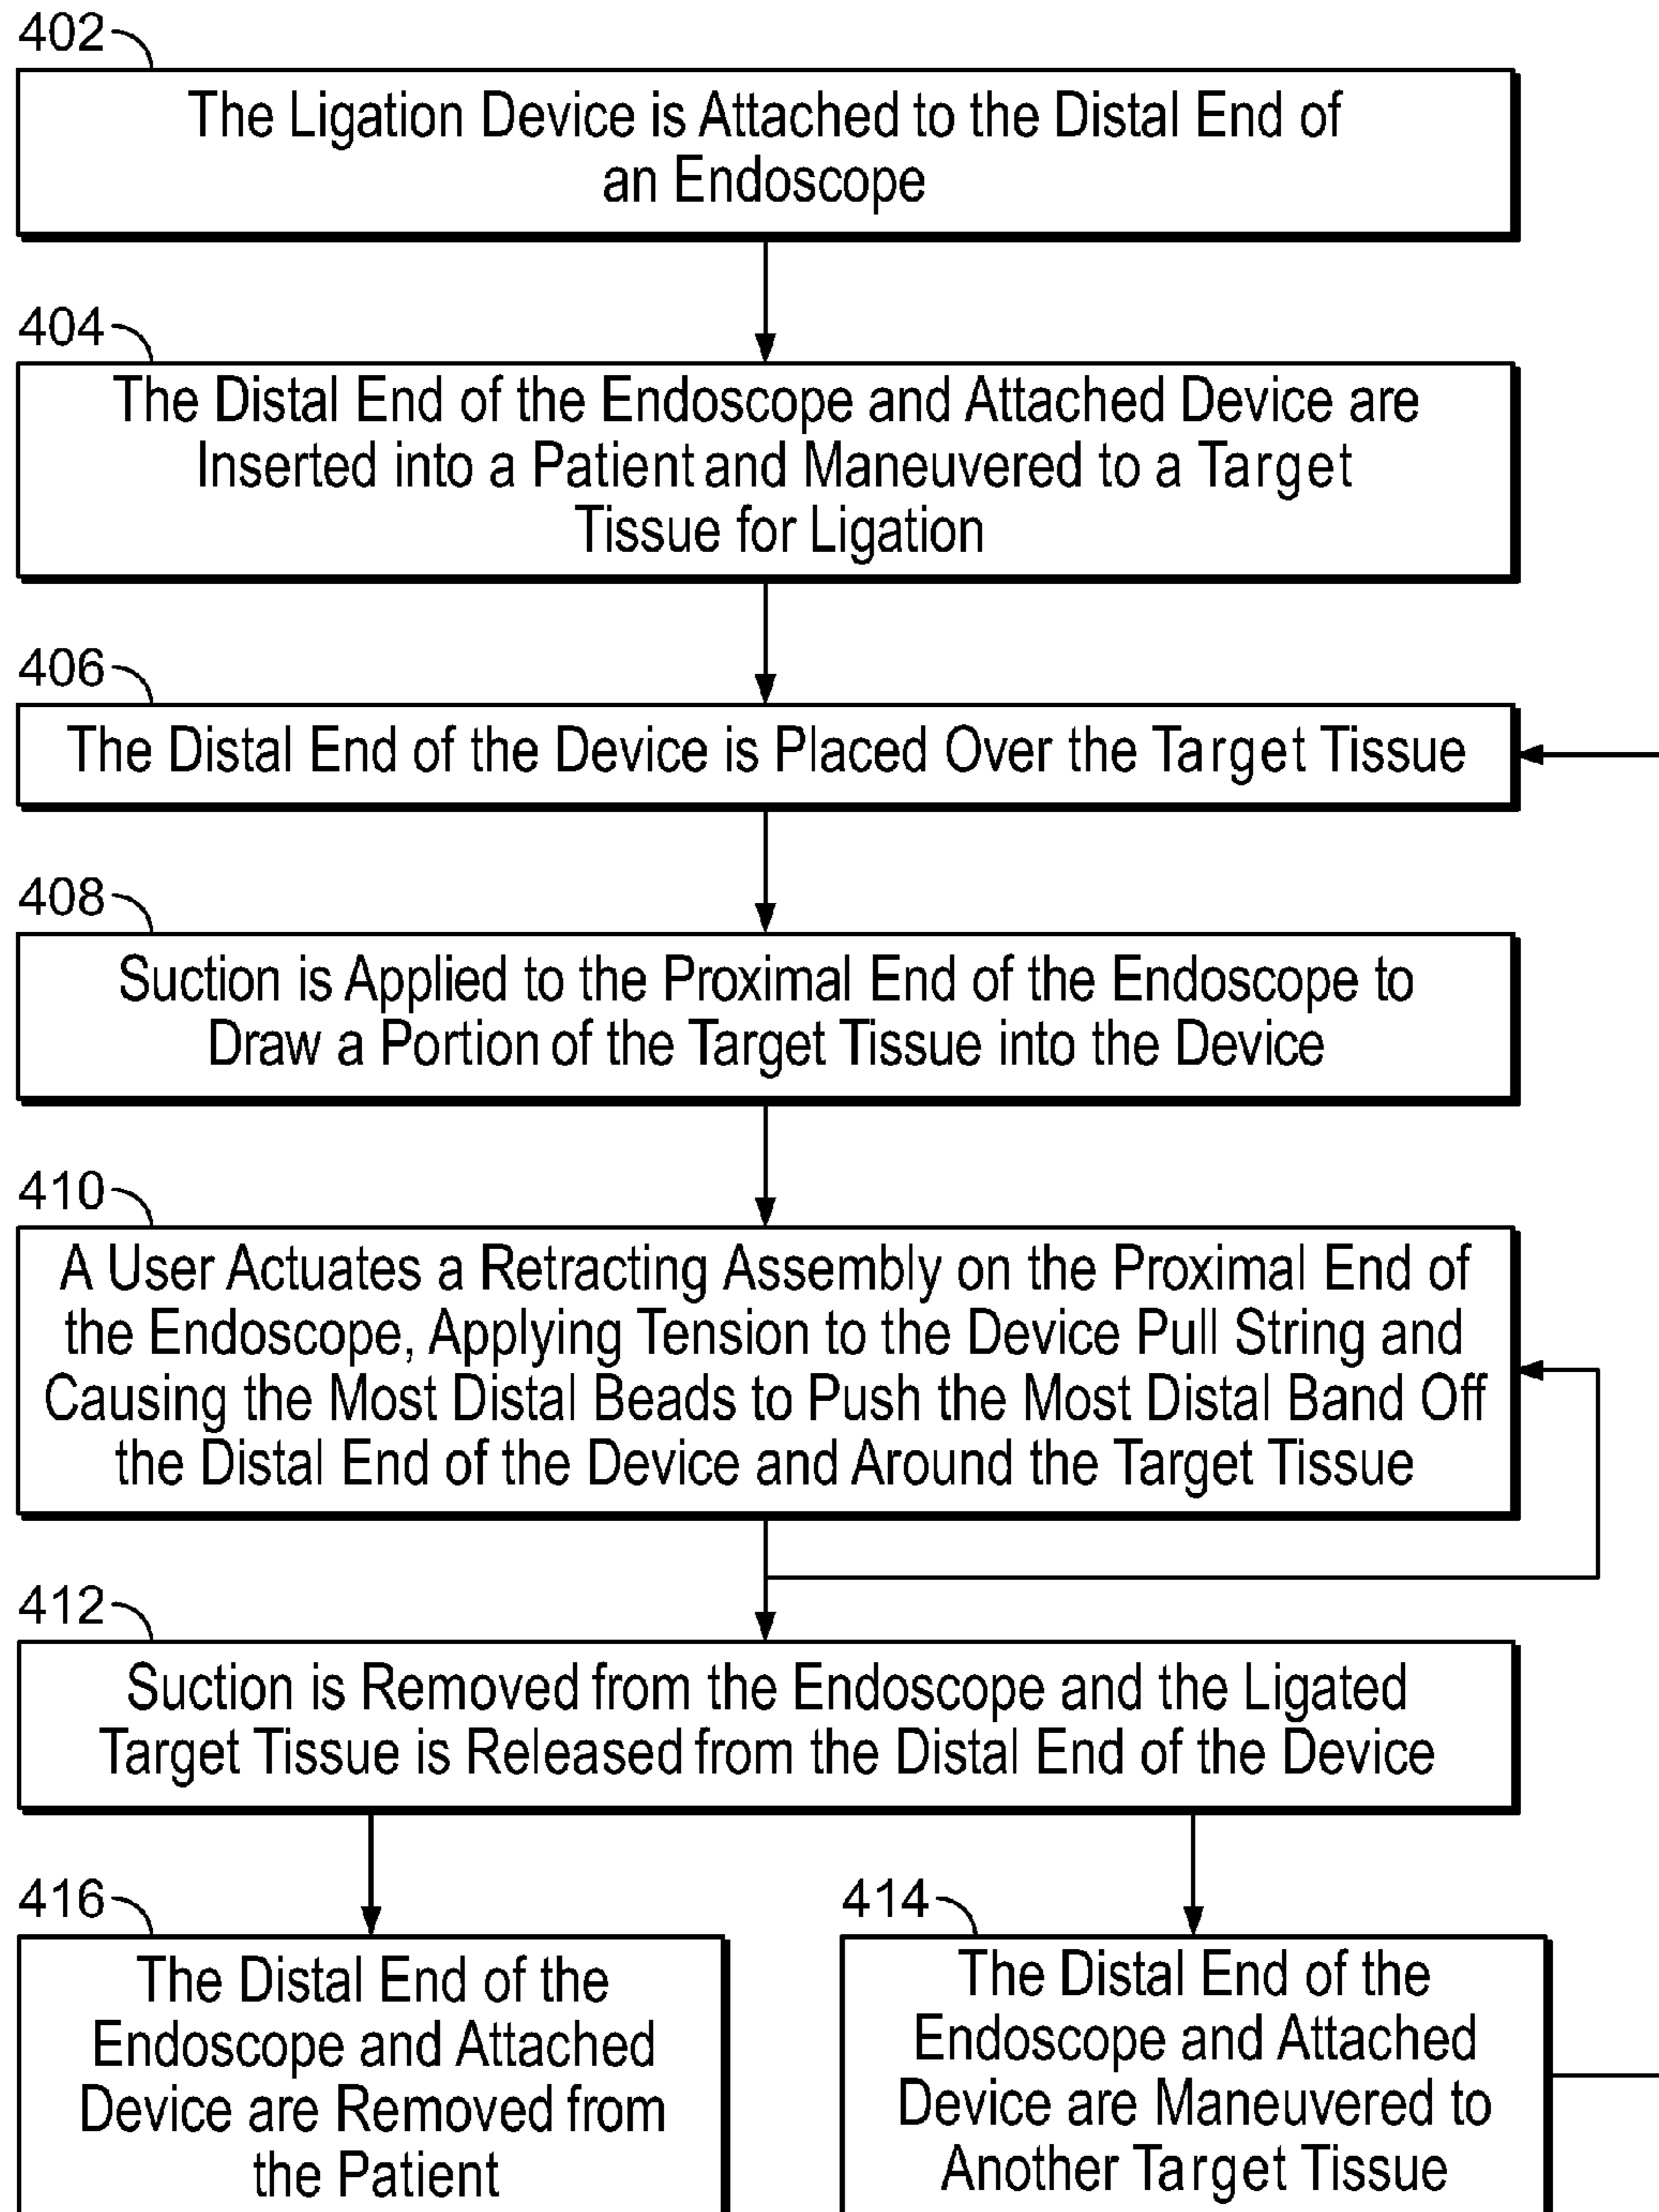 402
The Ligation Device is Attached to the Distal End of
an Endoscope
404
The Distal End of the Endoscope and Attached Device are
Inserted into a Patient and Maneuvered to a Target
Tissue for Ligation
406
The Distal End of the Device is Placed Over the Target Tissue
408
Suction is Applied to the Proximal End of the Endoscope to
Draw a Portion of the Target Tissue into the Device
410
A User Actuates a Retracting Assembly on the Proximal End of
the Endoscope, Applying Tension to the Device Pull String and
Causing the Most Distal Beads to Push the Most Distal Band Off
the Distal End of the Device and Around the Target Tissue
412
Suction is Removed from the Endoscope and the Ligated
Target Tissue is Released from the Distal End of the Device
416
The Distal End of the
Endoscope and Attached
Device are Removed from
the Patient
414
The Distal End of the
Endoscope and Attached
Device are Maneuvered to
Another Target Tissue